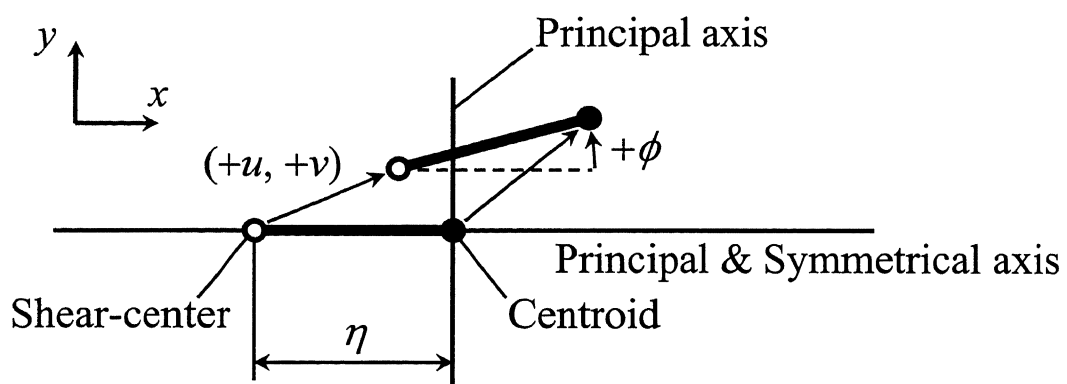 Principal axis
y
x
(+u, +v)
+ϕ
Principal & Symmetrical axis
Shear-center
Centroid
η